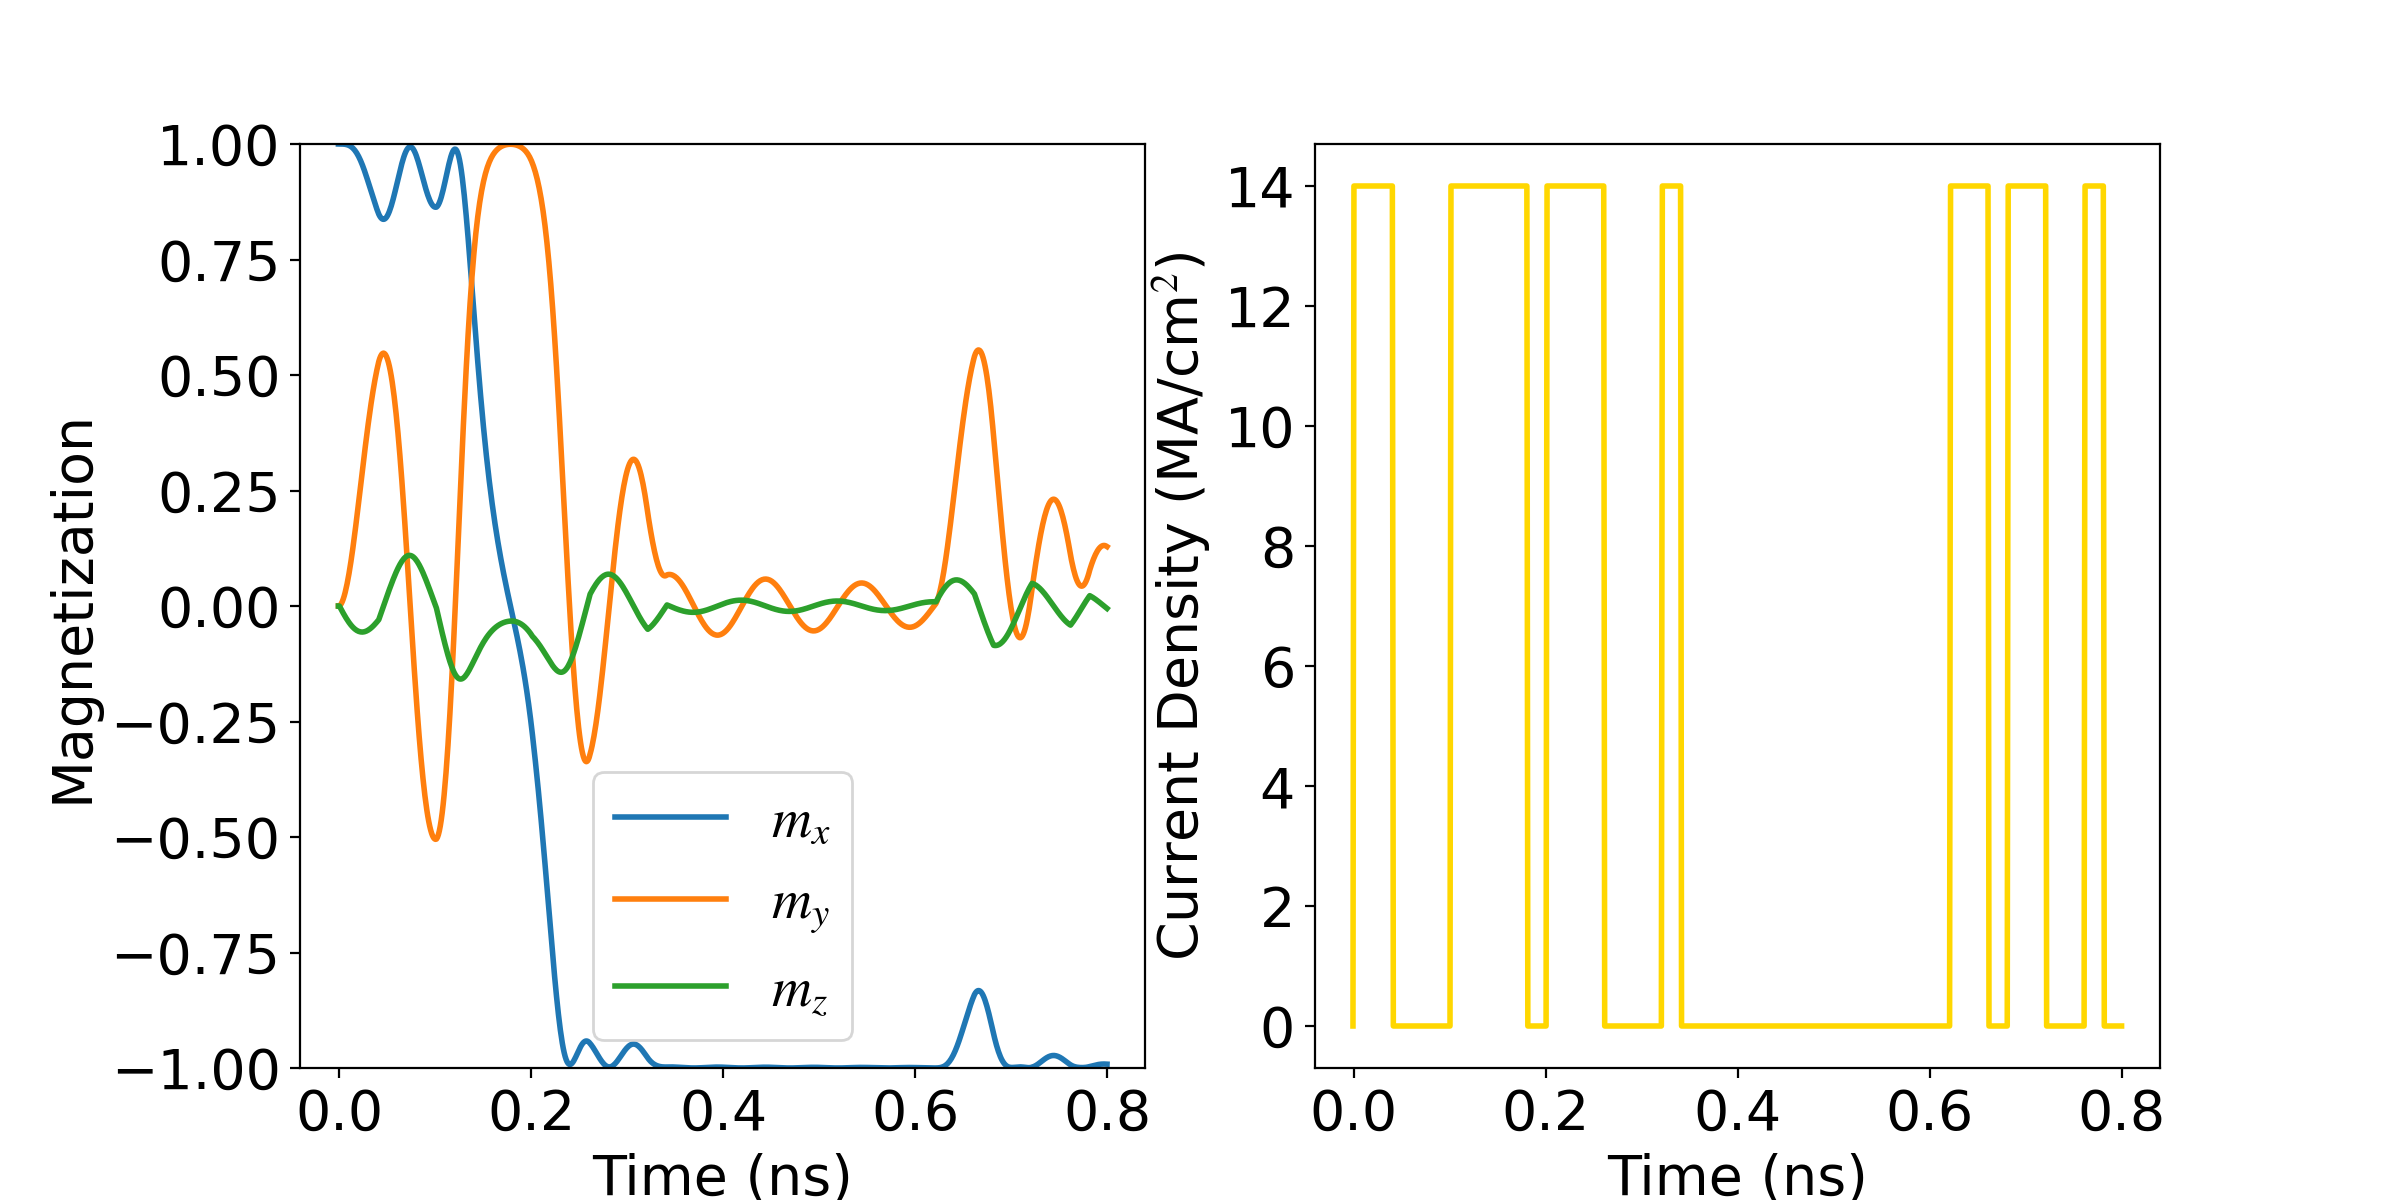 1.00
0.75
0.50
0.25
0.00
−0.25
−0.50
−0.75
−1.00
Magnetization
0.0 0.2 0.4 0.6 0.8
Time (ns)
m_x
m_y
m_z
14
12
10
8
6
4
2
0
Current Density (MA/cm²)
0.0 0.2 0.4 0.6 0.8
Time (ns)